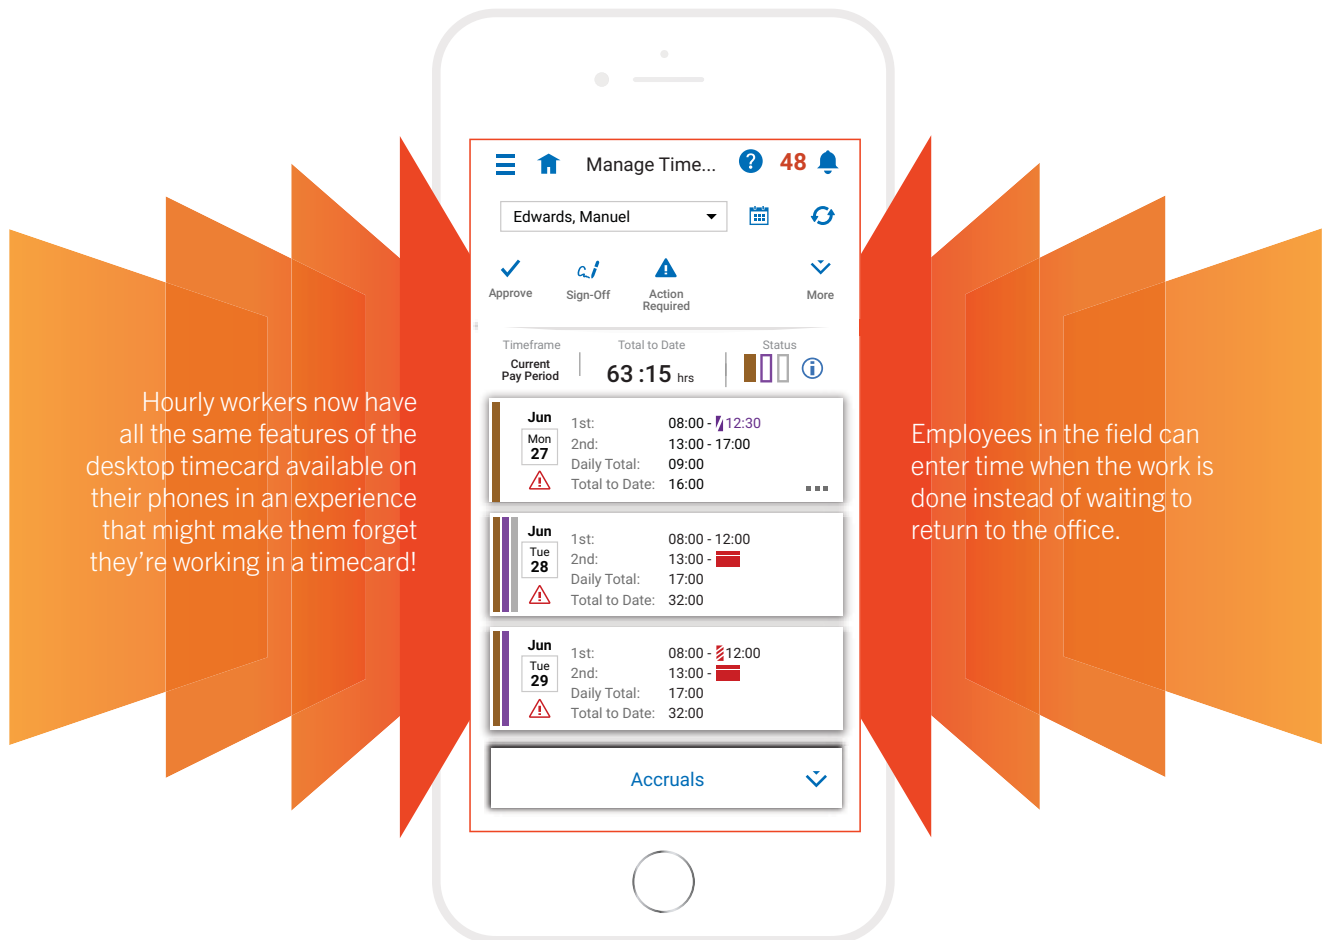 Manage Time...
?
48
Edwards, Manuel
Approve
Sign-Off
Action
Required
More
Timeframe
Current
Pay Period
Total to Date
63 :15 hrs
Status
i
Jun
Mon
27
1st: 08:00 - 12:30
2nd: 13:00 - 17:00
Daily Total: 09:00
Total to Date: 16:00
Jun
Tue
28
1st: 08:00 - 12:00
2nd: 13:00 -
Daily Total: 17:00
Total to Date: 32:00
Jun
Tue
29
1st: 08:00 - 12:00
2nd: 13:00 -
Daily Total: 17:00
Total to Date: 32:00
Accruals
Hourly workers now have
all the same features of the
desktop timecard available on
their phones in an experience
that might make them forget
they're working in a timecard!
Employees in the field can
enter time when the work is
done instead of waiting to
return to the office.